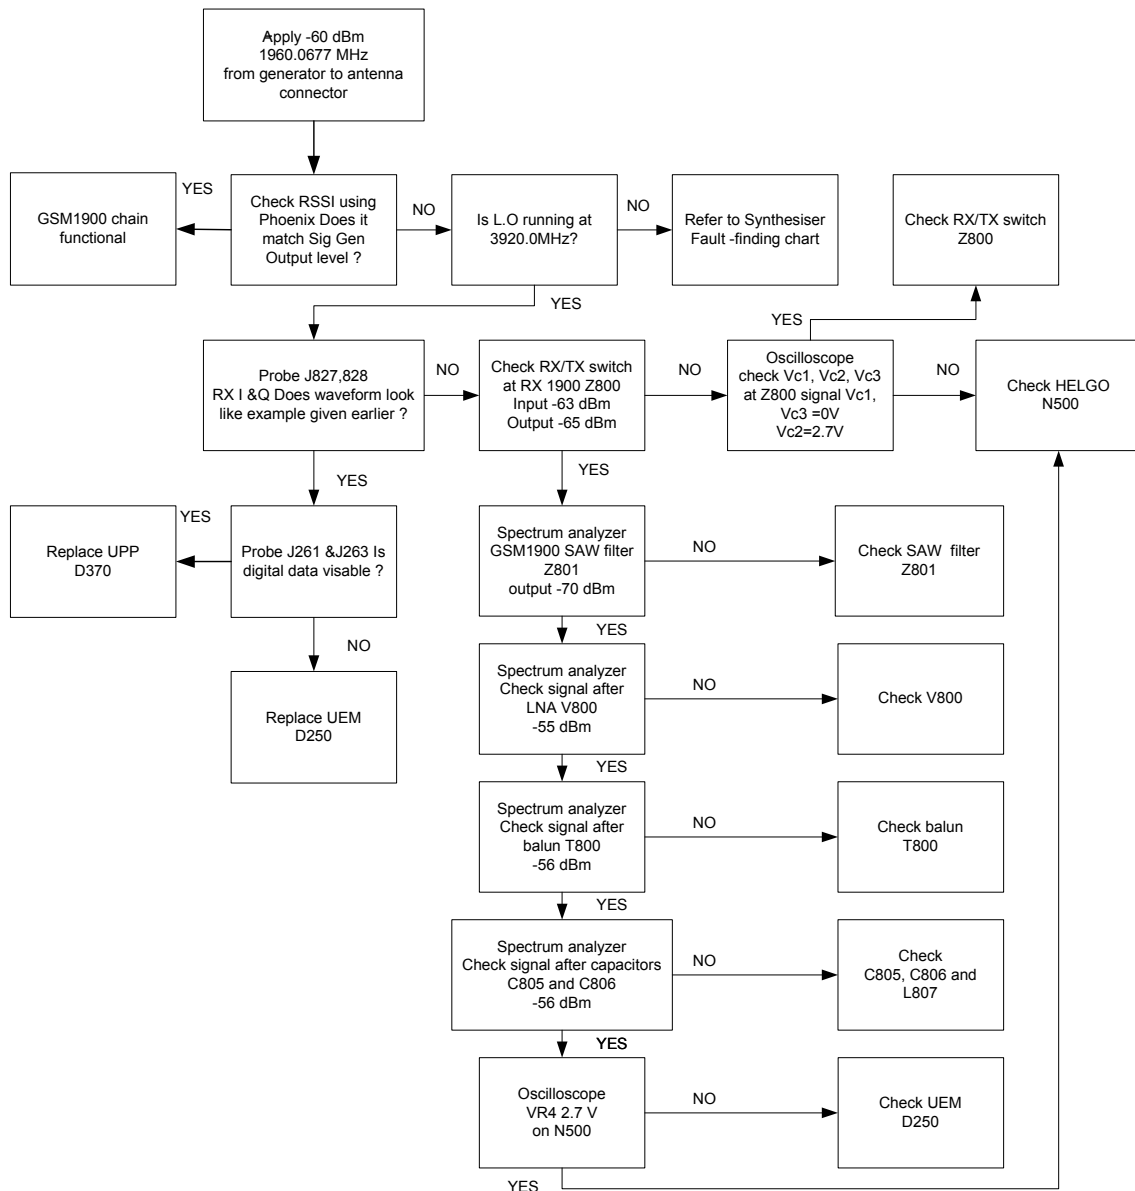 Apply -60 dBm
1960.0677 MHz
from generator to antenna
connector
YES
Check RSSI using
Phoenix Does it
match Sig Gen
Output level ?
NO
GSM1900 chain
functional
Is L.O running at
3920.0MHz?
NO
Refer to Synthesiser
Fault -finding chart
Check RX/TX switch
Z800
YES
YES
Probe J827,828
RX I &Q Does waveform look
like example given earlier ?
NO
Check RX/TX switch
at RX 1900 Z800
Input -63 dBm
Output -65 dBm
NO
Oscilloscope
check Vc1, Vc2, Vc3
at Z800 signal Vc1,
Vc3 =0V
Vc2=2.7V
NO
Check HELGO
N500
YES
YES
YES
Replace UPP
D370
Probe J261 &J263 Is
digital data visable ?
Spectrum analyzer
GSM1900 SAW filter
Z801
output -70 dBm
NO
Check SAW  filter
Z801
NO
YES
Replace UEM
D250
Spectrum analyzer
Check signal after
LNA V800
-55 dBm
NO
Check V800
YES
Spectrum analyzer
Check signal after
balun T800
-56 dBm
NO
Check balun
T800
YES
Spectrum analyzer
Check signal after capacitors
C805 and C806
-56 dBm
NO
Check
C805, C806 and
L807
YES
Oscilloscope
VR4 2.7 V
on N500
NO
Check UEM
D250
YES